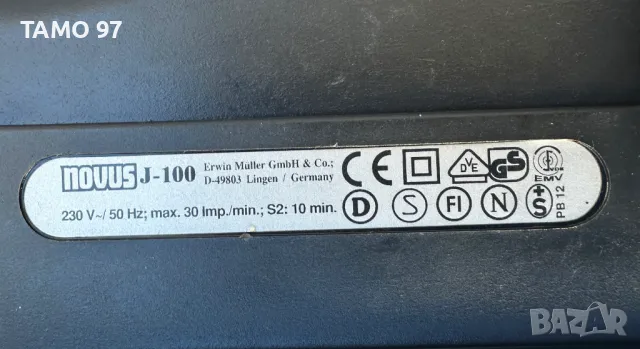 TAMO 97
novus J-100 Erwin Müller GmbH & Co.;
D-49803 Lingen / Germany
230 V~/ 50 Hz; max. 30 Imp./min.; S2: 10 min.
CE VDE GS EMV
D S FI N +S PB 12
BAZAR